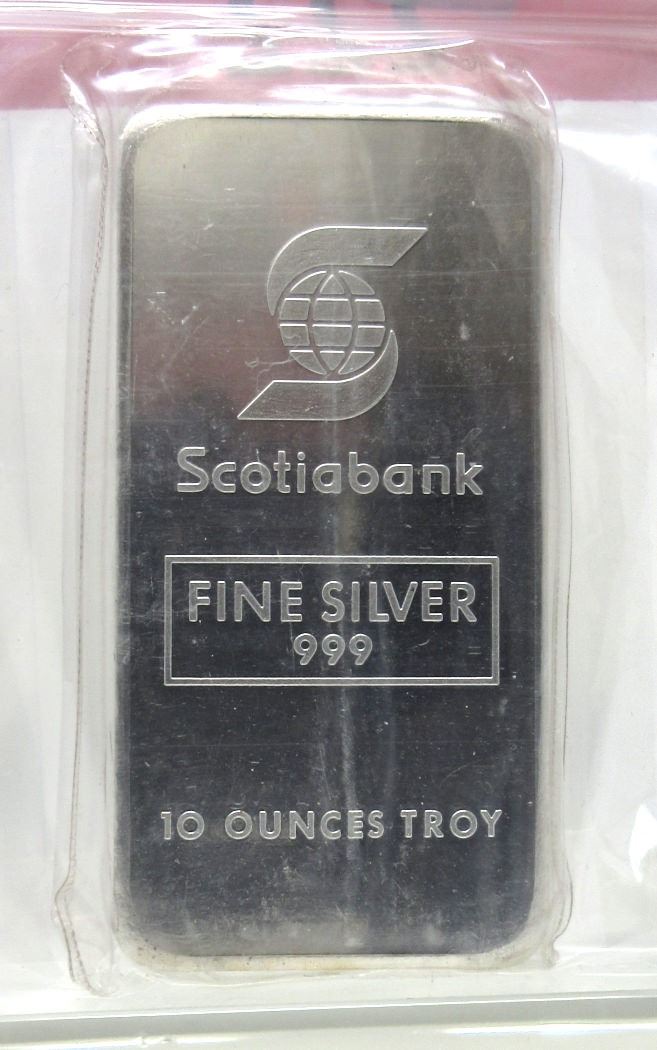 Scotiabank
FINE SILVER
999
10 OUNCES TROY